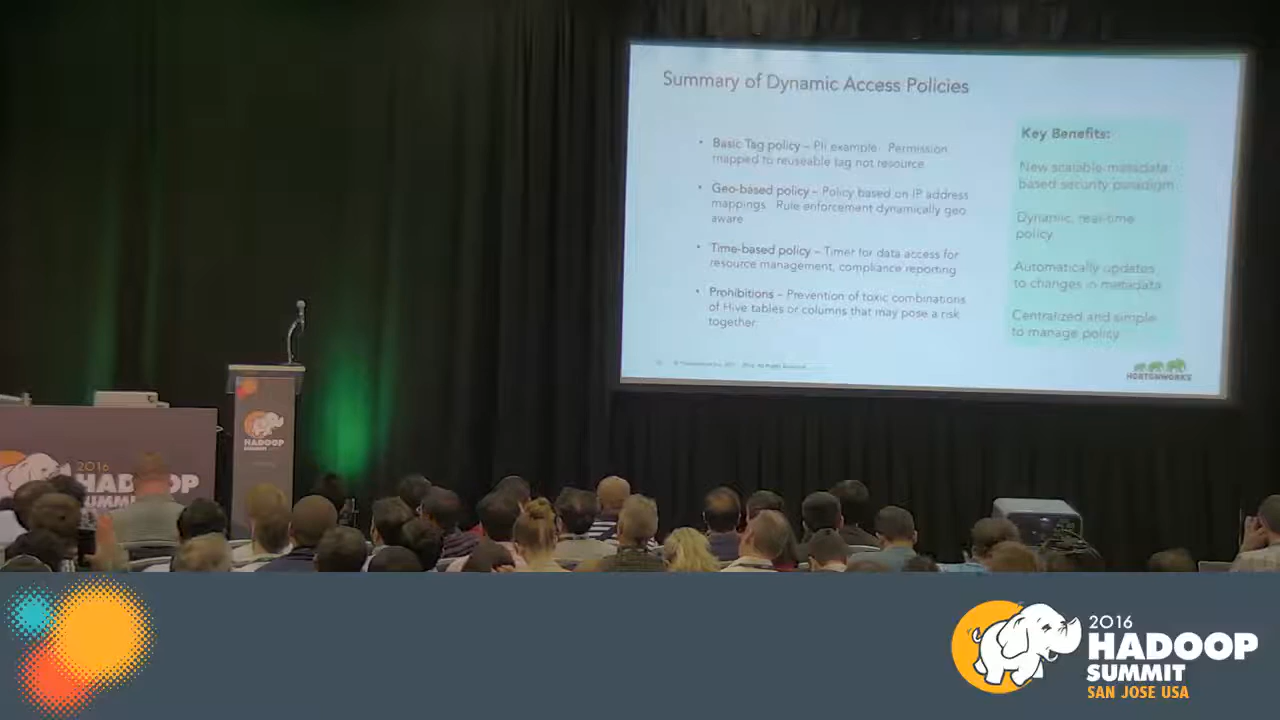 Summary of Dynamic Access Policies
• Basic Tag policy – PII example. Permission
mapped to reuseable tag not resource
• Geo-based policy – Policy based on IP address
mappings. Rule enforcement dynamically geo
aware
• Time-based policy – Timer for data access for
resource management, compliance reporting
• Prohibitions – Prevention of toxic combinations
of Hive tables or columns that may pose a risk
together.
Key Benefits:
New scalable metadata
based security paradigm
Dynamic, real-time
policy
Automatically updates
to changes in metadata
Centralized and simple
to manage policy
HORTONWORKS
HADOOP
SUMMIT
2016
HADOOP
SUMMIT
2016
HADOOP
SUMMIT
SAN JOSE USA